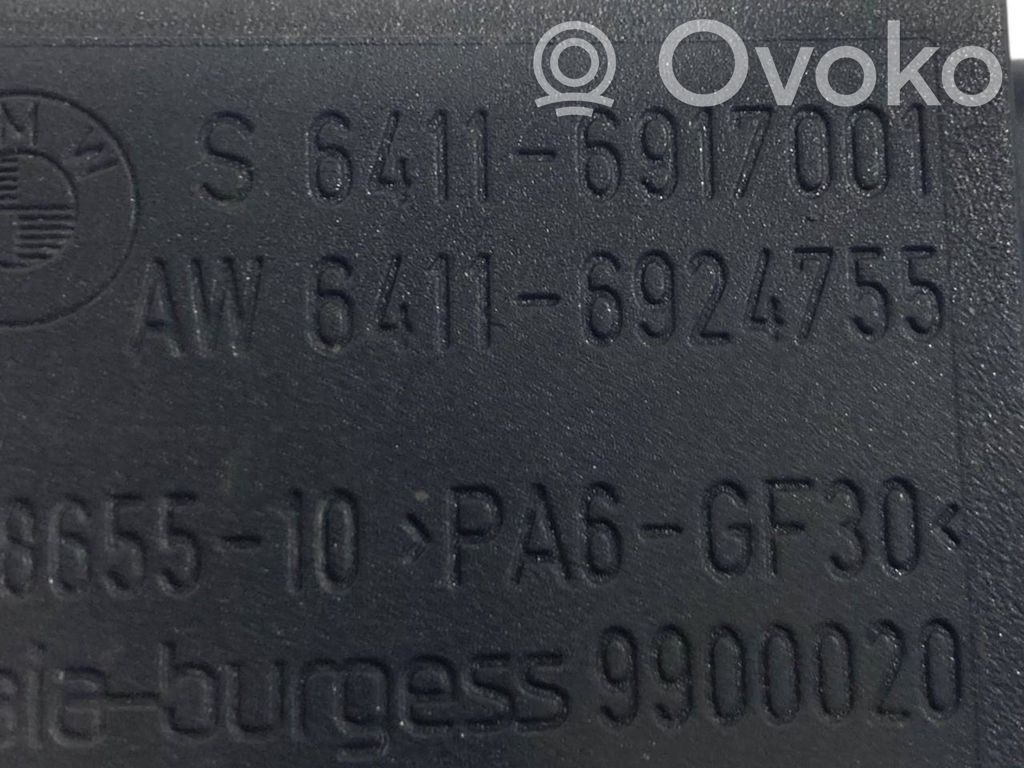 Ovoko
S 6411-6917001
AW 6411-6924755
8655-10 >PA6-GF30<
burgess 9900020